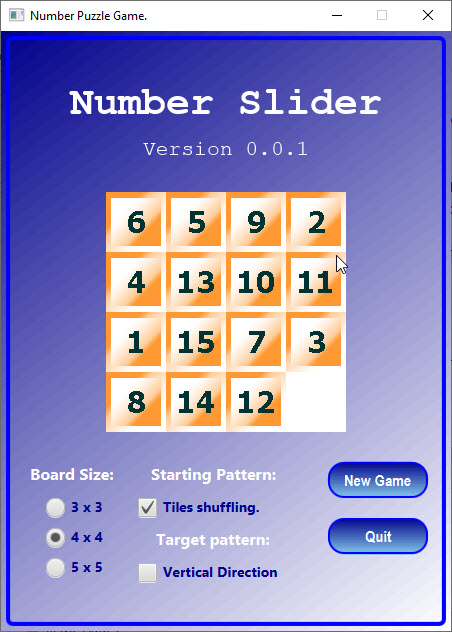 Number Puzzle Game.
Number Slider
Version 0.0.1
6 5 9 2
4 13 10 11
1 15 7 3
8 14 12
Board Size:
3 x 3
4 x 4
5 x 5
Starting Pattern:
Tiles shuffling.
Target pattern:
Vertical Direction
New Game
Quit